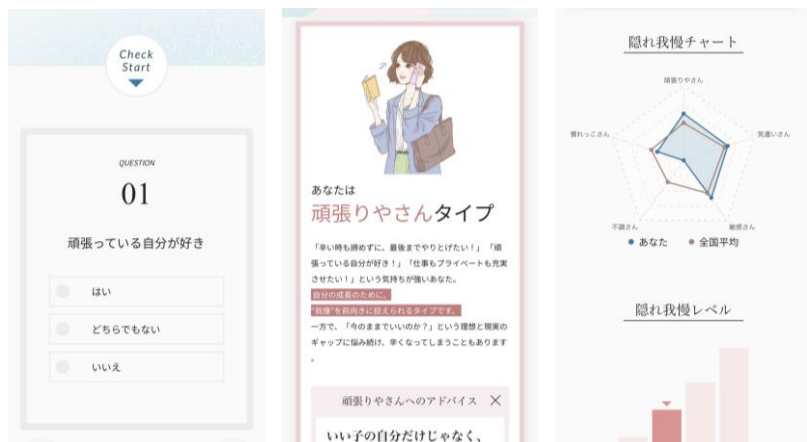 Check
Start
QUESTION
01
頑張っている自分が好き
はい
どちらでもない
いいえ
あなたは
頑張りやさんタイプ
「辛い時も諦めずに、最後までやりとげたい！」「頑
張っている自分が好き！」「仕事もプライベートも充実
させたい！」という気持ちが強いあなた。
自分の成長のために、
“我慢”を前向きに捉えられるタイプです。
一方で、「今のままでいいのか？」という理想と現実の
ギャップに悩み続け、辛くなってしまうこともあります
。
頑張りやさんへのアドバイス ×
いい子の自分だけじゃなく、
隠れ我慢チャート
頑張りやさん
慣れっこさん
気遣いさん
不調さん
敏感さん
あなた 全国平均
隠れ我慢レベル